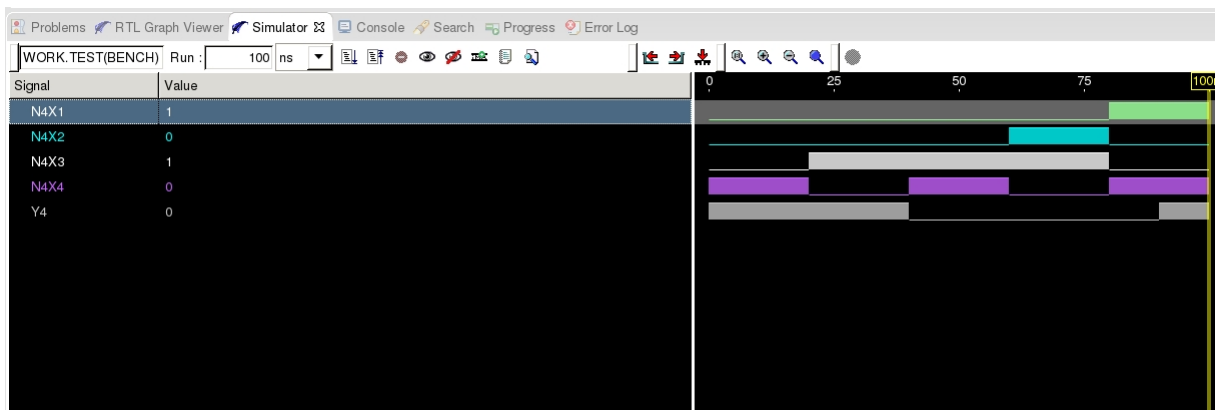 Problems RTL Graph Viewer Simulator Console Search Progress Error Log
WORK.TEST(BENCH) Run : 100 ns
Signal Value 0 25 50 75
N4X1 1
N4X2 0
N4X3 1
N4X4 0
Y4 0